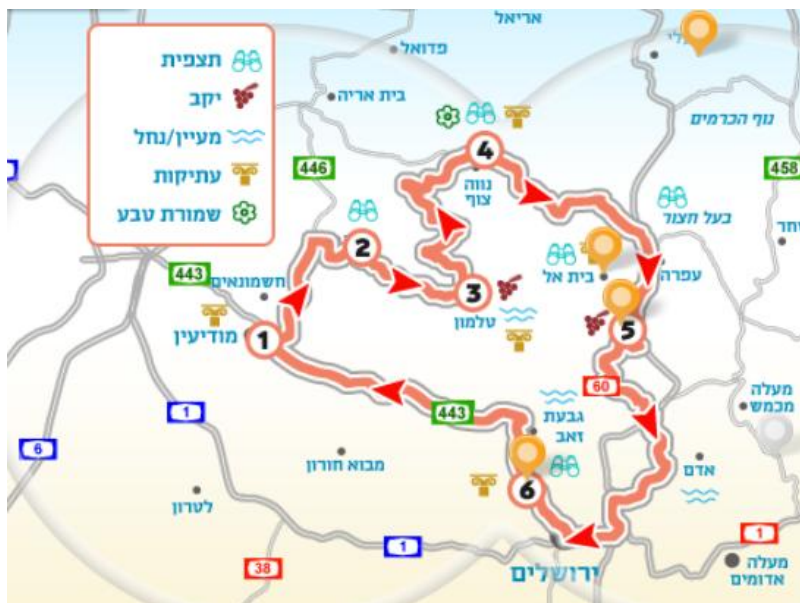 תצפית
יקב
מעיין/נחל
עתיקות
שמורת טבע
אריאל
פדואל
בית אריה
נוף הכרמים
446
458
4
נווה
צוף
בעל חצור
עפרה
בית אל
2
443
חשמונאים
3
טלמון
מודיעין
1
5
60
מעלה
מכמש
443
גבעת
זאב
1
6
מבוא חורון
לטרון
6
אדם
1
1
38
ירושלים
מעלה
אדומים